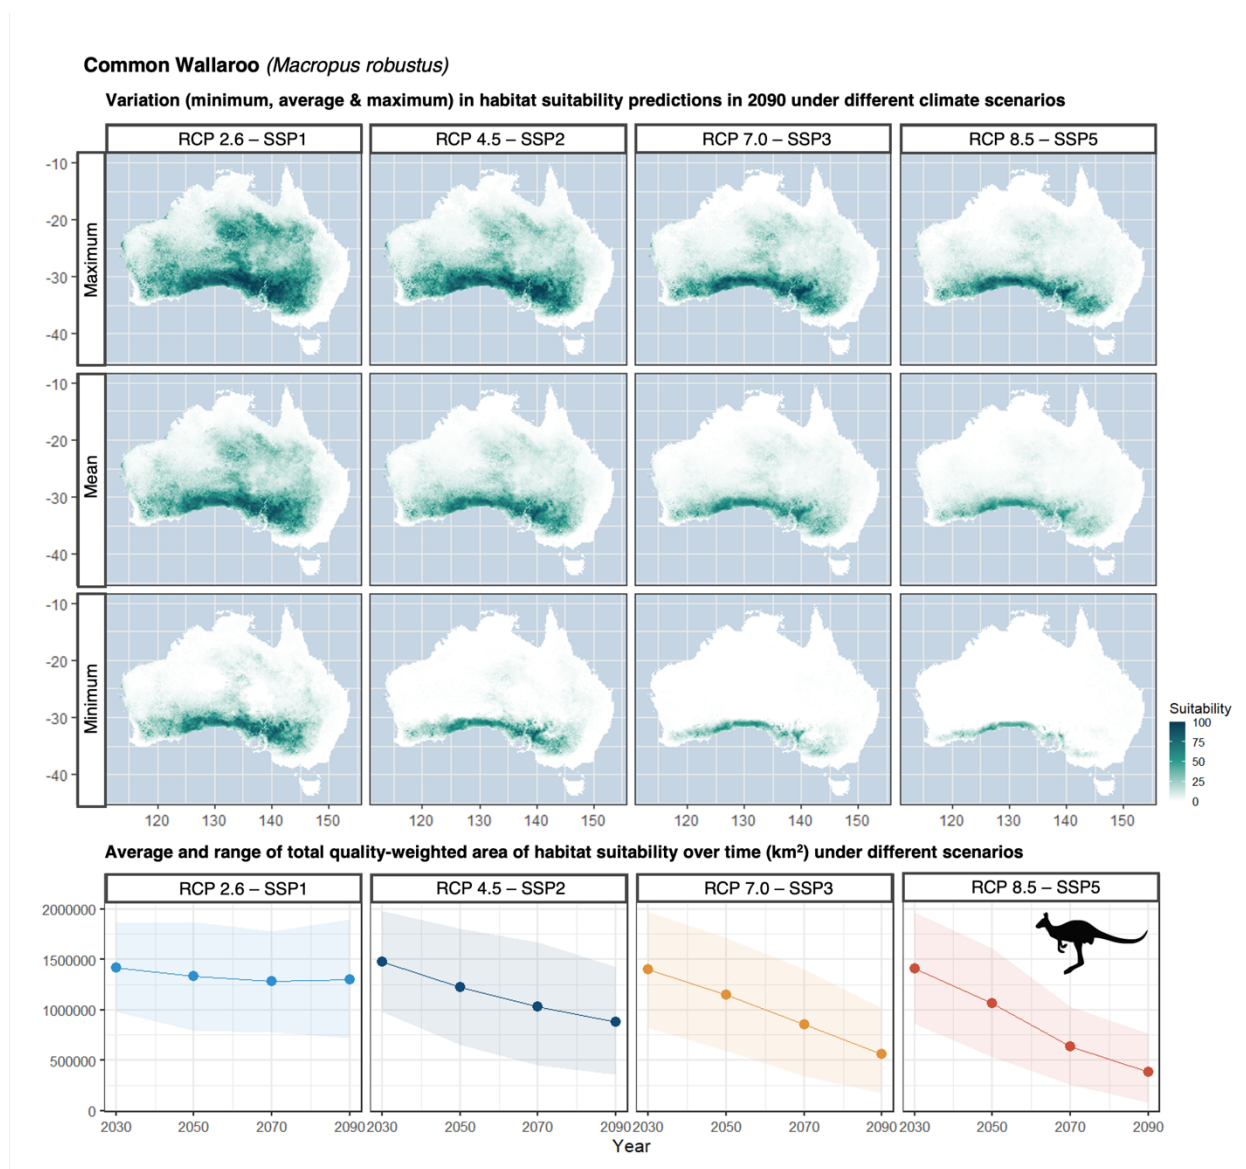 Common Wallaroo (Macropus robustus)
Variation (minimum, average & maximum) in habitat suitability predictions in 2090 under different climate scenarios
RCP 2.6 – SSP1
RCP 4.5 – SSP2
RCP 7.0 – SSP3
RCP 8.5 – SSP5
Maximum
-10
-20
-30
-40
Mean
-10
-20
-30
-40
Minimum
-10
-20
-30
-40
120 130 140 150
120 130 140 150
120 130 140 150
120 130 140 150
Suitability
100
75
50
25
0
Average and range of total quality-weighted area of habitat suitability over time (km²) under different scenarios
RCP 2.6 – SSP1
RCP 4.5 – SSP2
RCP 7.0 – SSP3
RCP 8.5 – SSP5
2000000
1500000
1000000
500000
0
2030 2050 2070 2090
2030 2050 2070 2090
2030 2050 2070 2090
2030 2050 2070 2090
Year